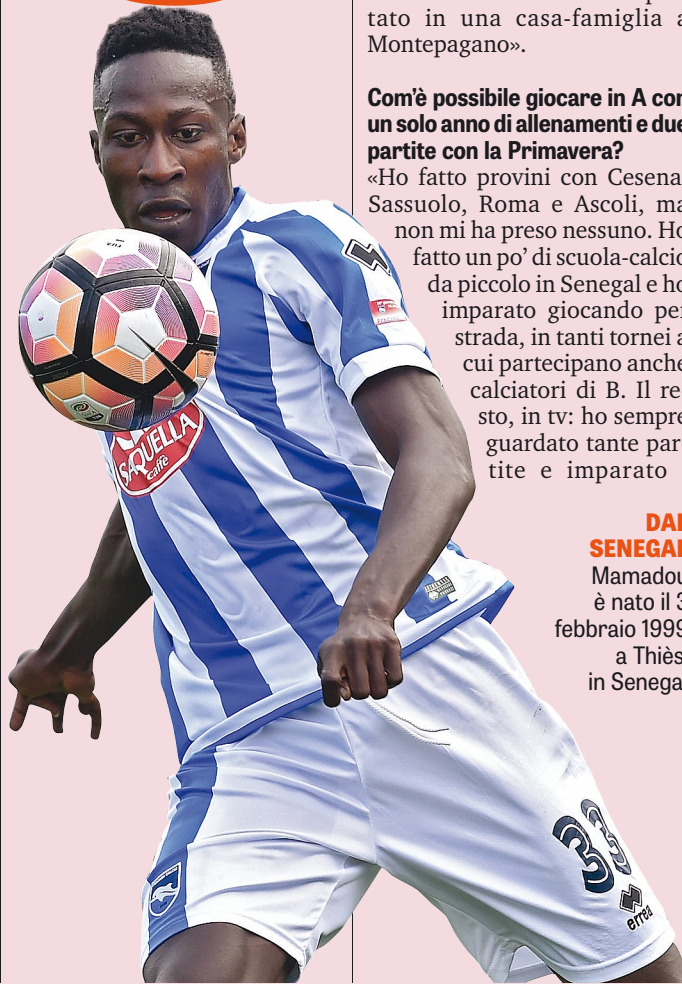 tato in una casa-famiglia a
Montepagano».
Com'è possibile giocare in A con
un solo anno di allenamenti e due
partite con la Primavera?
«Ho fatto provini con Cesena,
Sassuolo, Roma e Ascoli, ma
non mi ha preso nessuno. Ho
fatto un po' di scuola-calcio
da piccolo in Senegal e ho
imparato giocando per
strada, in tanti tornei a
cui partecipano anche
calciatori di B. Il re-
sto, in tv: ho sempre
guardato tante par-
tite e imparato
DAL
SENEGAL
Mamadou
è nato il 3
febbraio 1999
a Thiès,
in Senegal
SAQUELLA
caffè
33
erreà